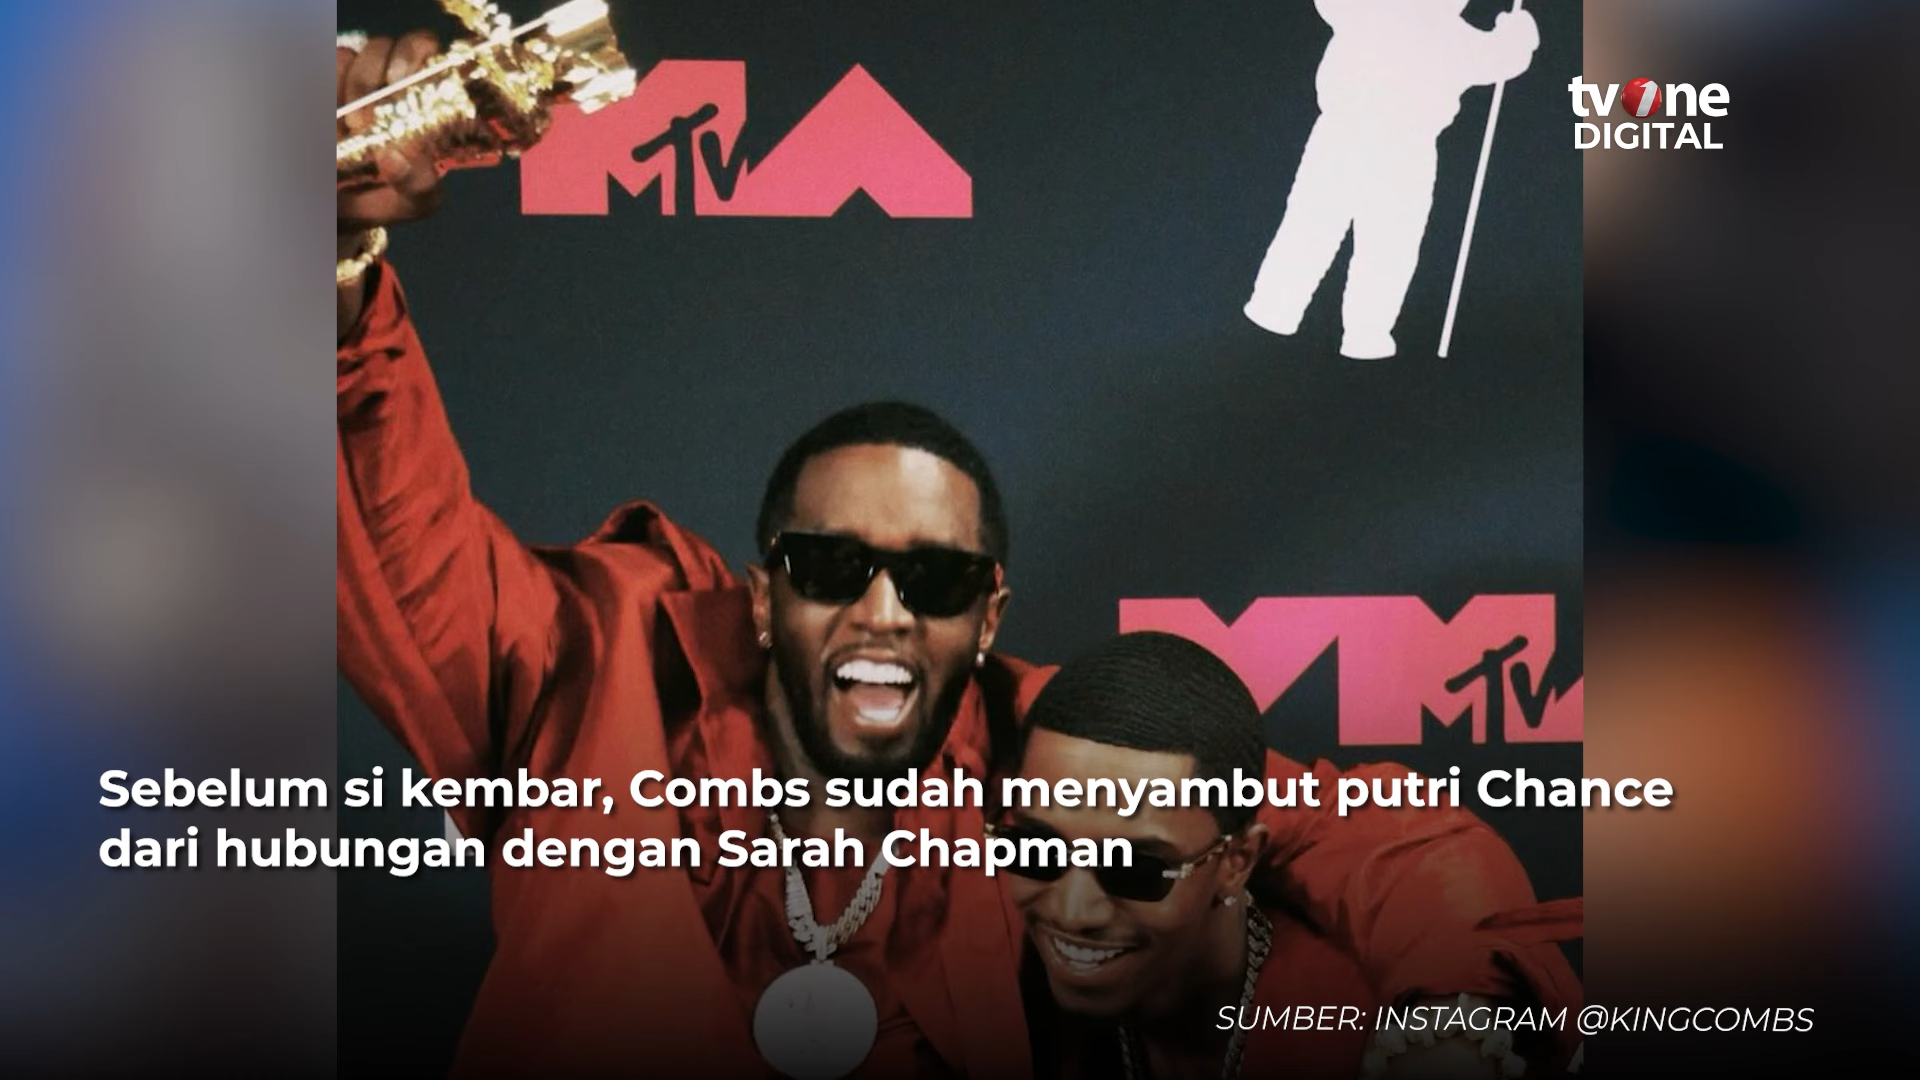 tvOne
DIGITAL
MTV
MTV
Sebelum si kembar, Combs sudah menyambut putri Chance
dari hubungan dengan Sarah Chapman
SUMBER: INSTAGRAM @KINGCOMBS